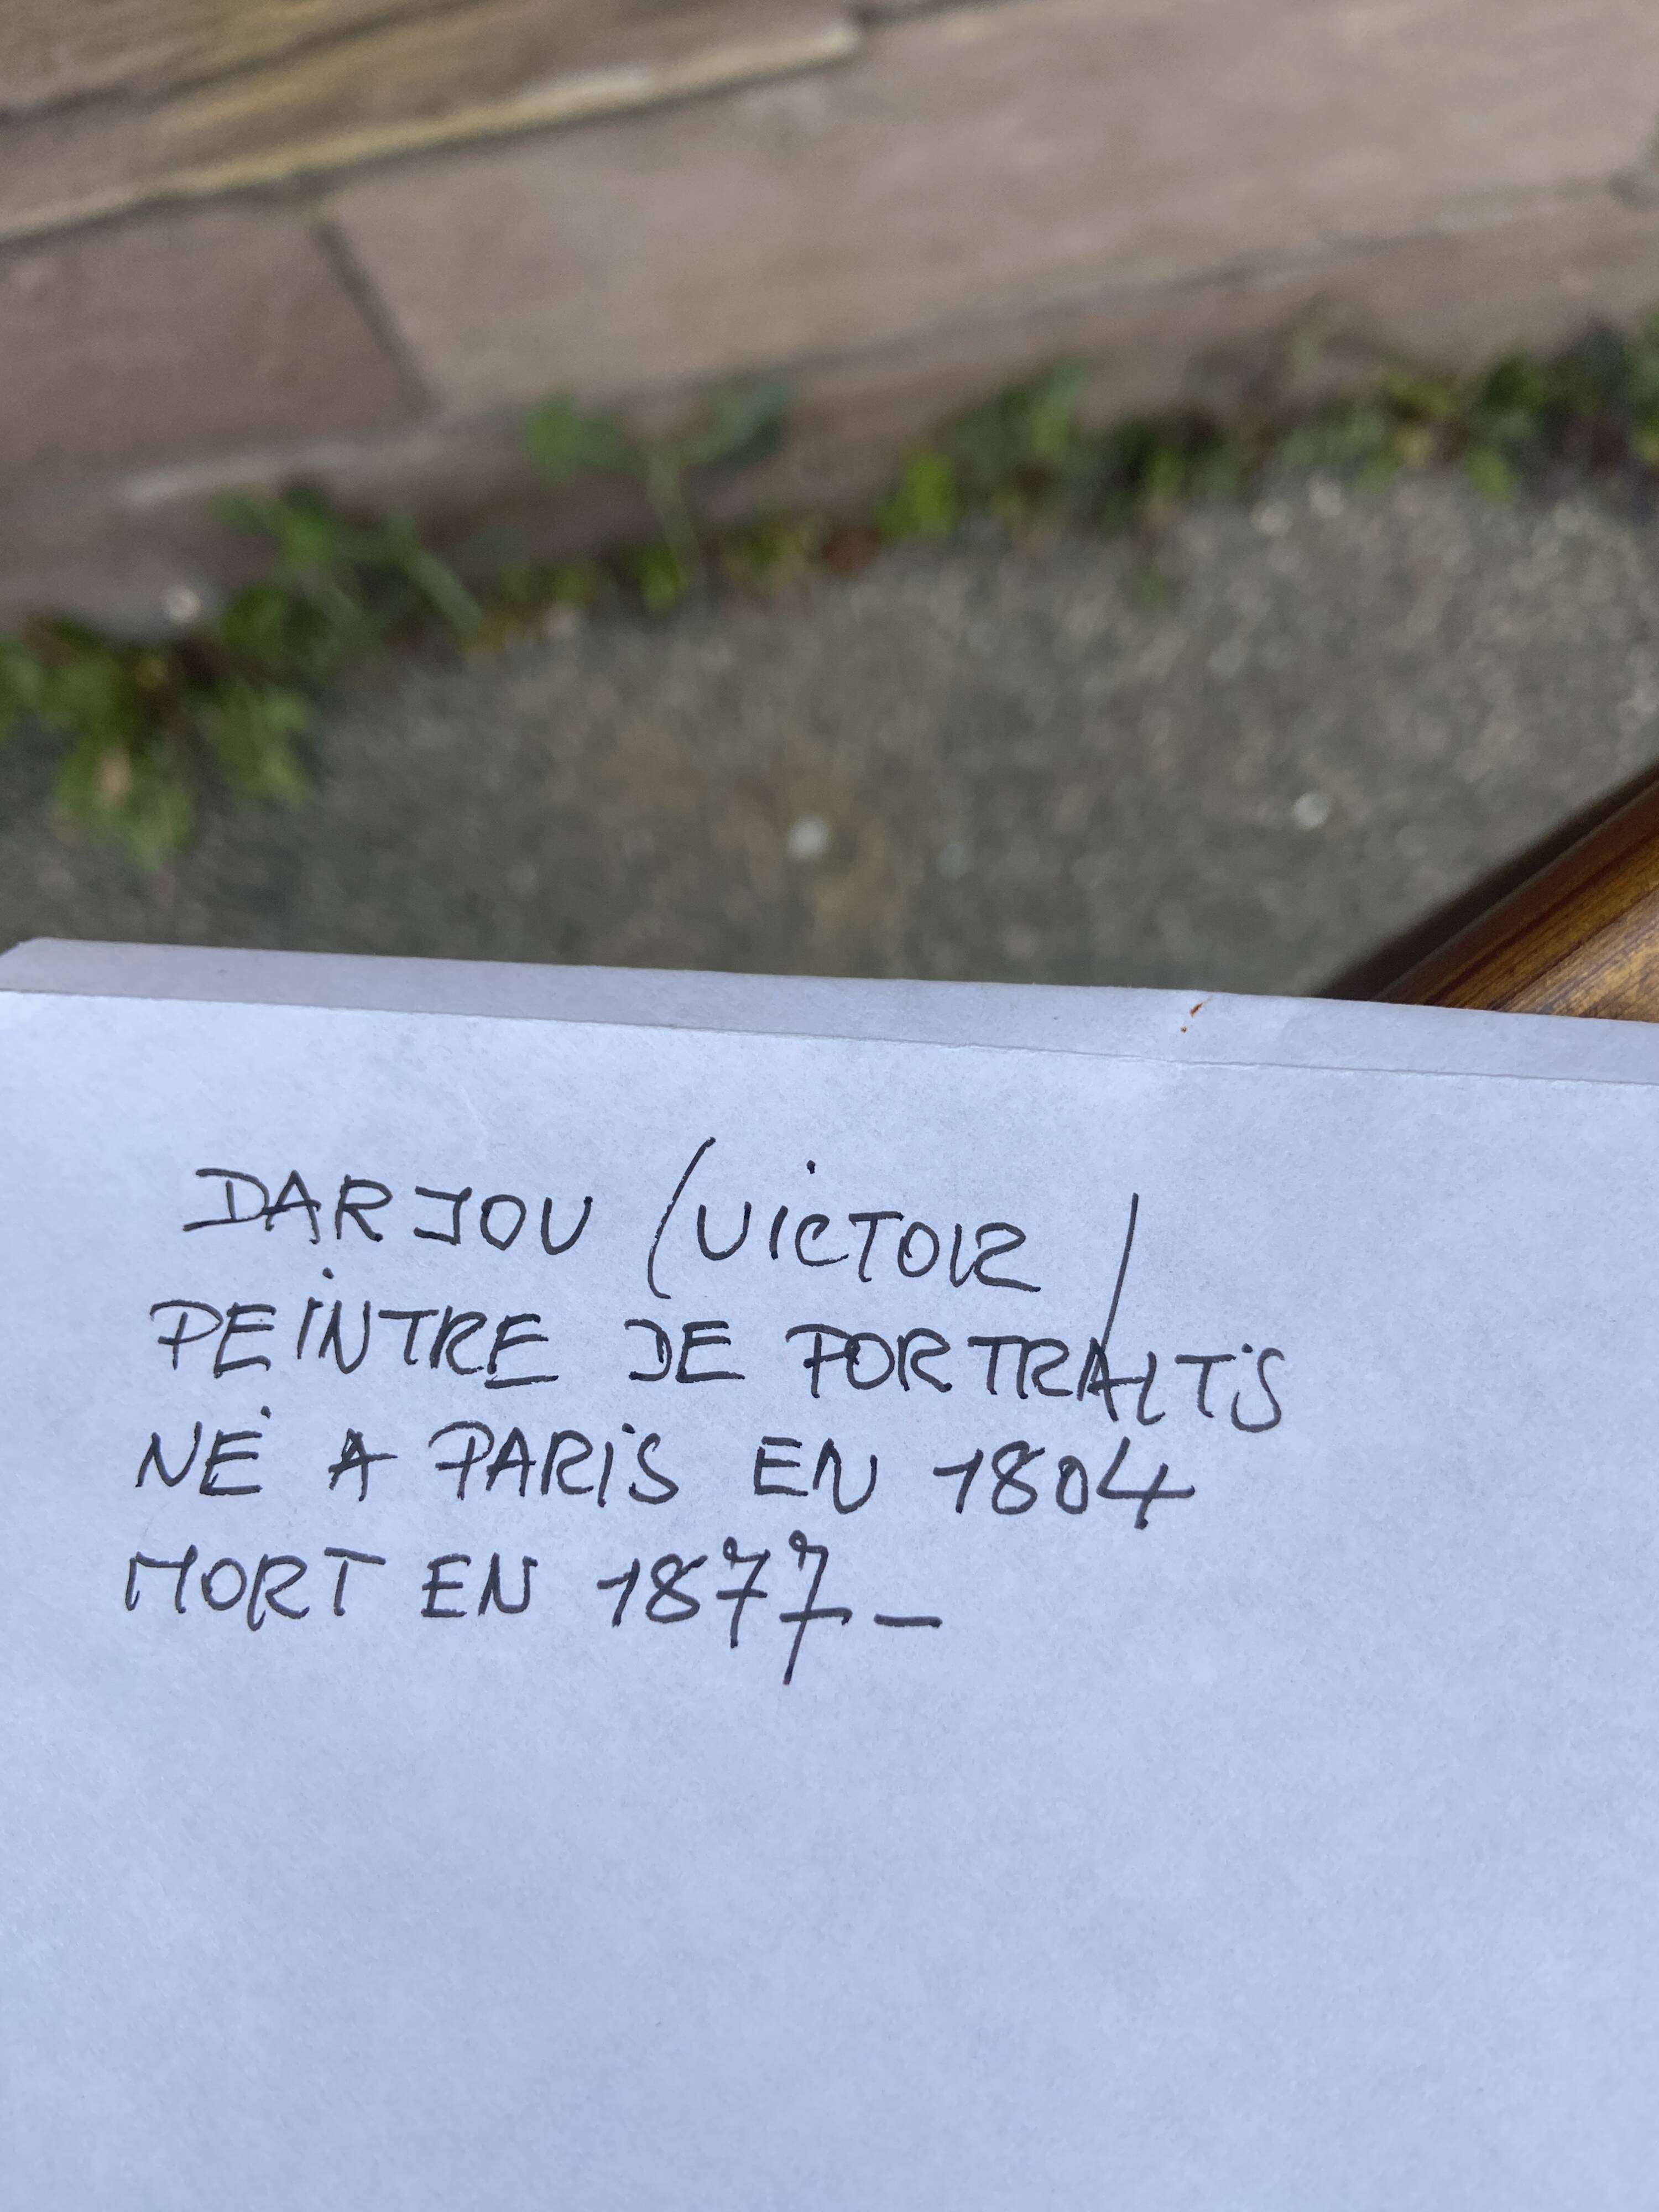 DARJOU (VICTOR)
PEINTRE DE PORTRAITS
NÉ A PARIS EN 1804
MORT EN 1877-